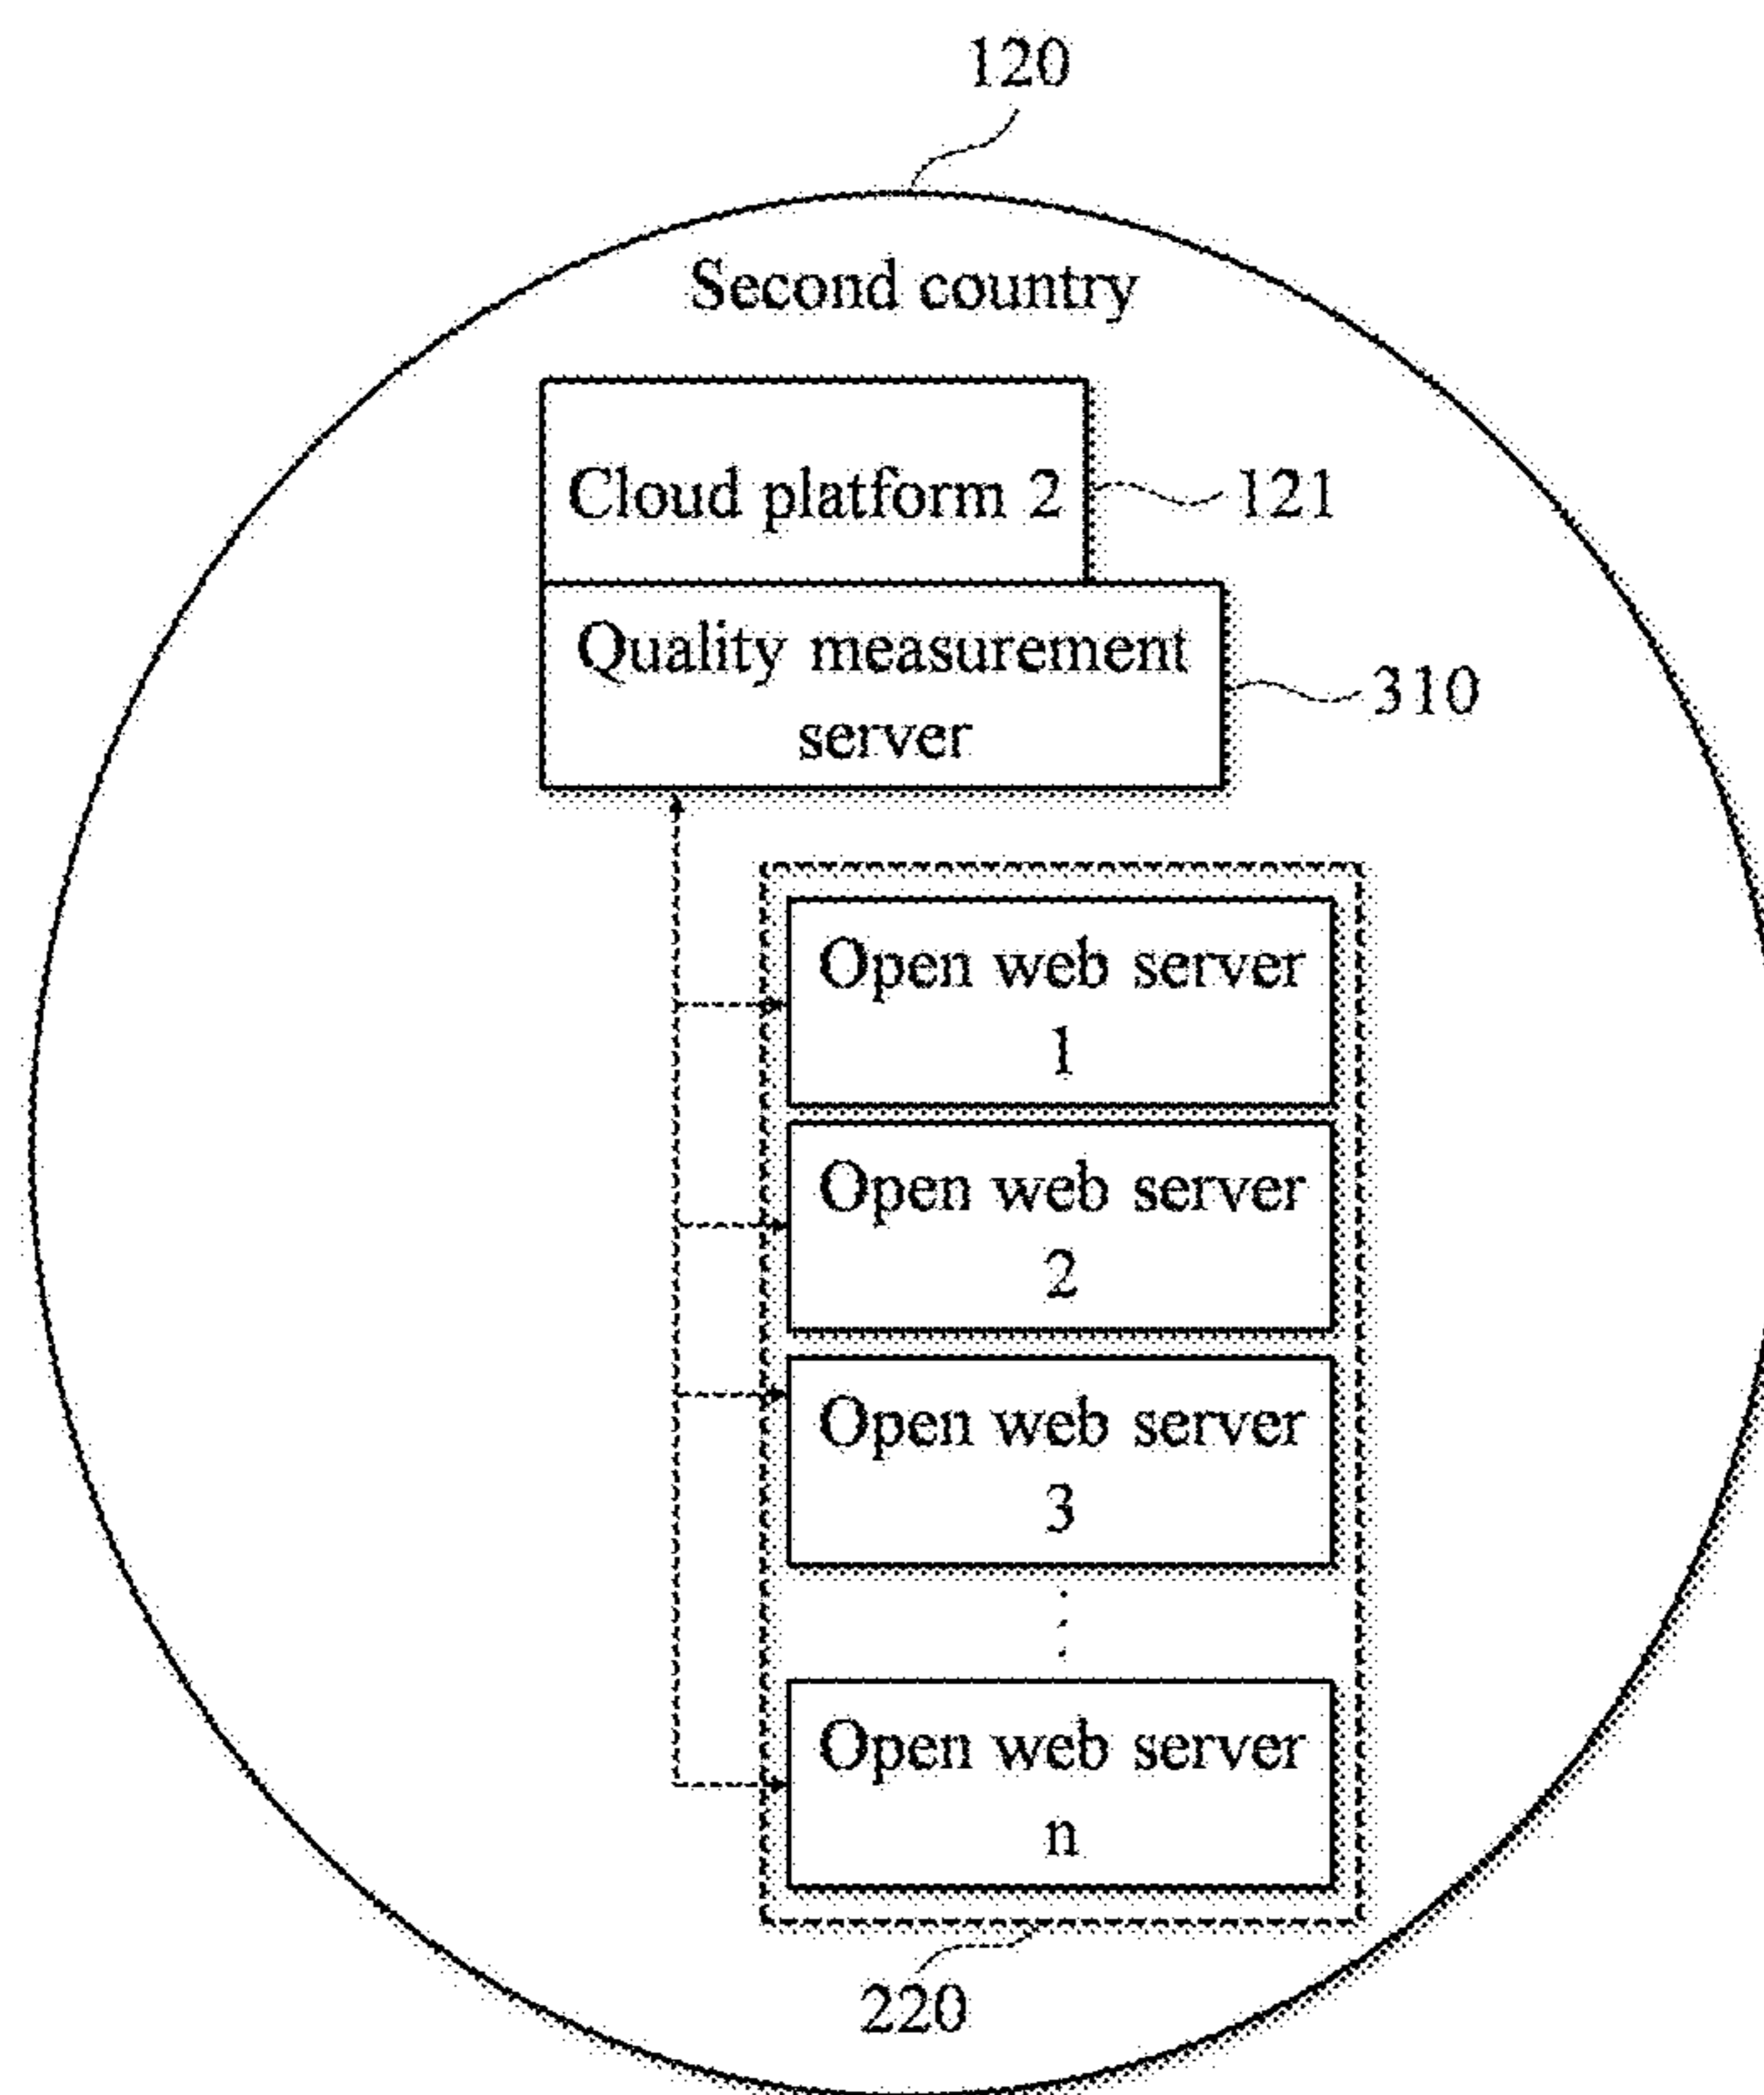 120
Second country
Cloud platform 2
121
Quality measurement
server
310
Open web server
1
Open web server
2
Open web server
3
Open web server
n
220